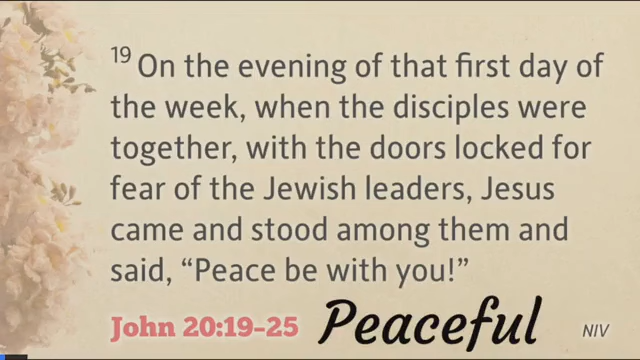 19 On the evening of that first day of
the week, when the disciples were
together, with the doors locked for
fear of the Jewish leaders, Jesus
came and stood among them and
said, “Peace be with you!”
John 20:19-25 Peaceful NIV